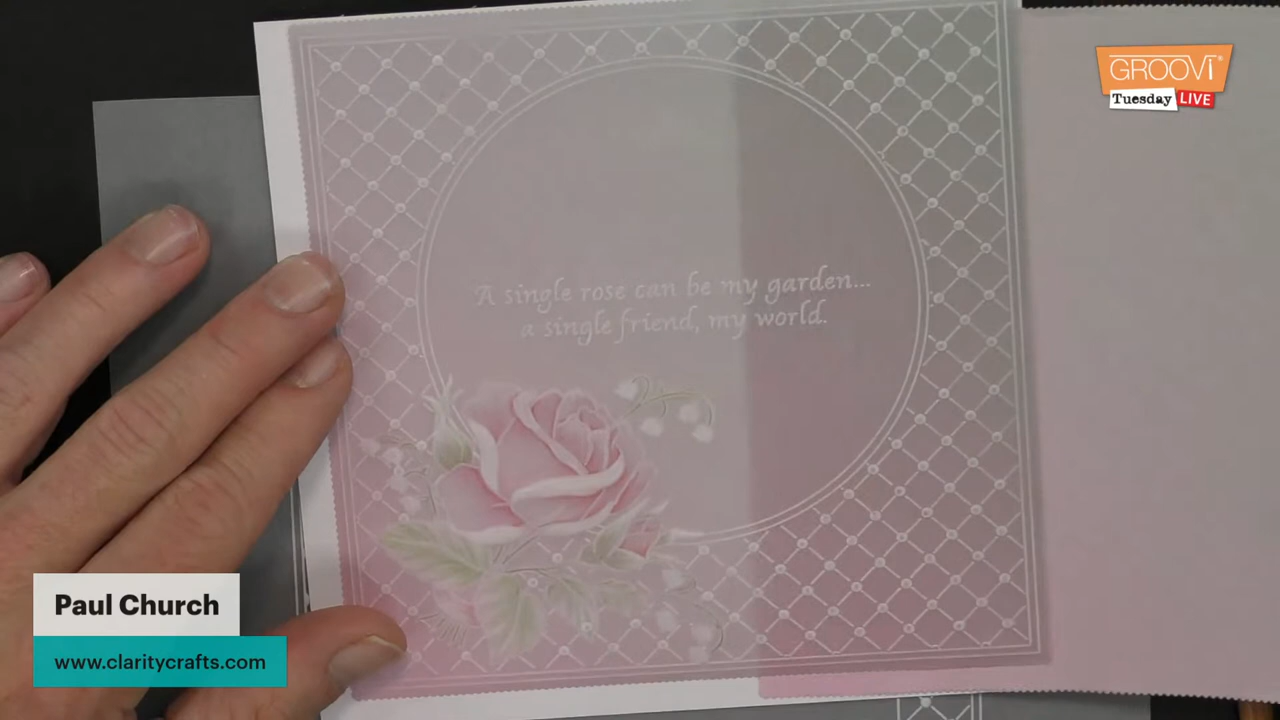 GROOVI®
Tuesday LIVE
A single rose can be my garden...
a single friend, my world.
Paul Church
www.claritycrafts.com